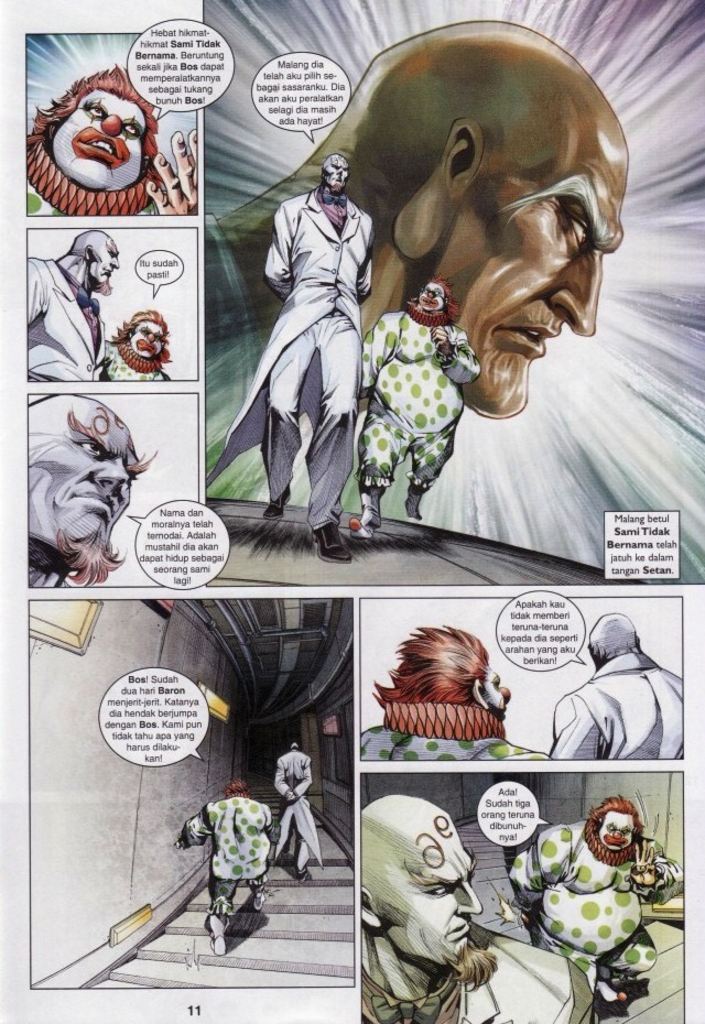 Hebat hikmat-
hikmat Sami Tidak
Bernama. Beruntung
sekali jika Bos dapat
memperalatkannya
sebagai tukang
bunuh Bos!
Malang dia
telah aku pilih se-
bagai sasaranku. Dia
akan aku peralatkan
selagi dia masih
ada hayat!
Itu sudah
pasti!
Nama dan
moralnya telah
ternodai. Adalah
mustahil dia akan
dapat hidup sebagai
seorang sami
lagi!
Malang betul
Sami Tidak
Bernama telah
jatuh ke dalam
tangan Setan.
Bos! Sudah
dua hari Baron
menjerit-jerit. Katanya
dia hendak berjumpa
dengan Bos. Kami pun
tidak tahu apa yang
harus dilaku-
kan!
Apakah kau
tidak memberi
teruna-teruna
kepada dia seperti
arahan yang aku
berikan!
Ada!
Sudah tiga
orang teruna
dibunuh-
nya!
11